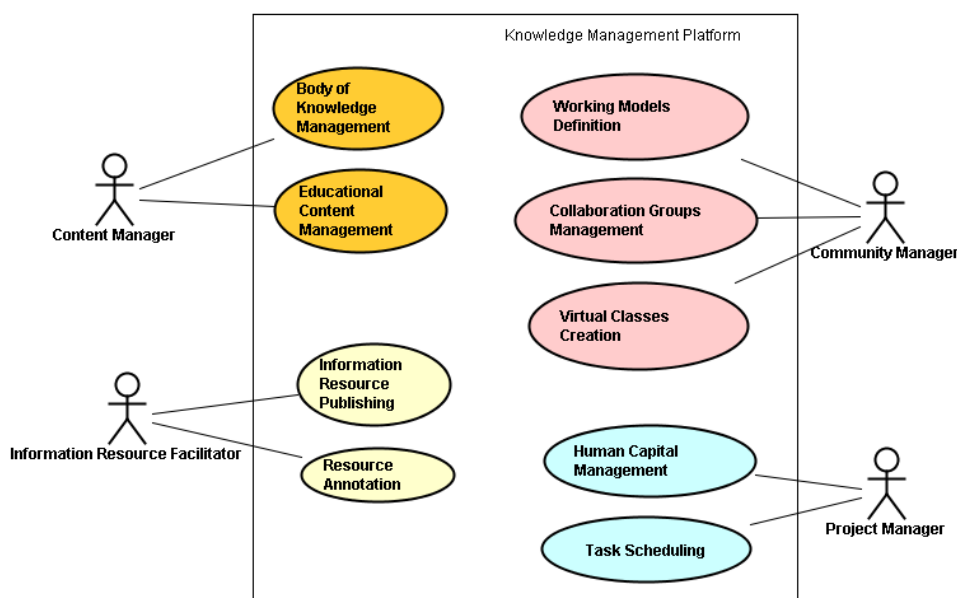 Knowledge Management Platform
Body of
Knowledge
Management
Educational
Content
Management
Content Manager
Working Models
Definition
Collaboration Groups
Management
Virtual Classes
Creation
Community Manager
Information
Resource
Publishing
Resource
Annotation
Information Resource Facilitator
Human Capital
Management
Task Scheduling
Project Manager